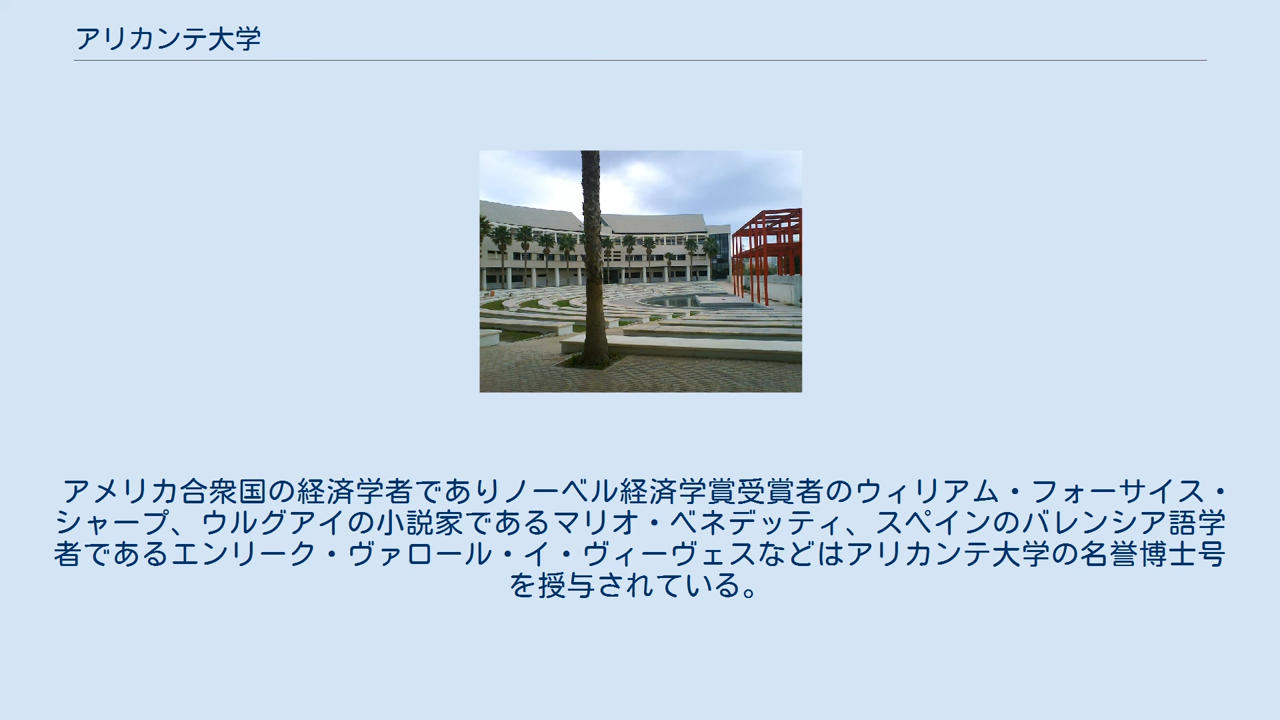 アリカンテ大学
アメリカ合衆国の経済学者でありノーベル経済学賞受賞者のウィリアム・フォーサイス・
シャープ、ウルグアイの小説家であるマリオ・ベネデッティ、スペインのバレンシア語学
者であるエンリーク・ヴァロール・イ・ヴィーヴェスなどはアリカンテ大学の名誉博士号
を授与されている。